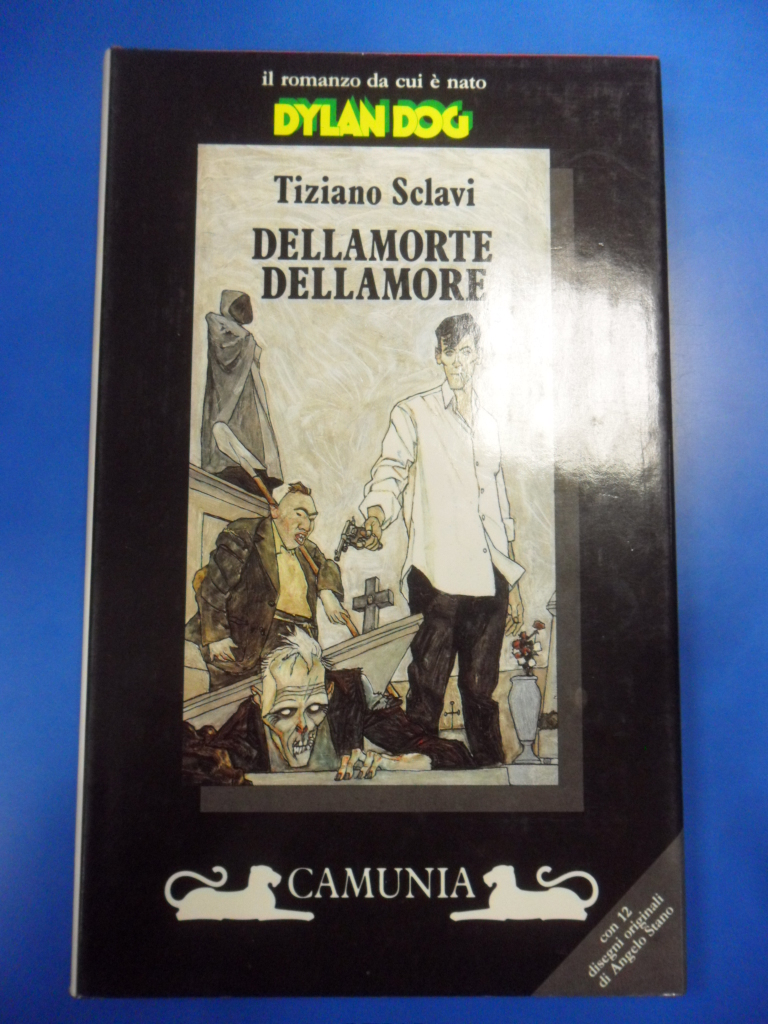 il romanzo da cui è nato
DYLAN DOG
Tiziano Sclavi
DELLAMORTE
DELLAMORE
CAMUNIA
con 12
disegni originali
di Angelo Stano